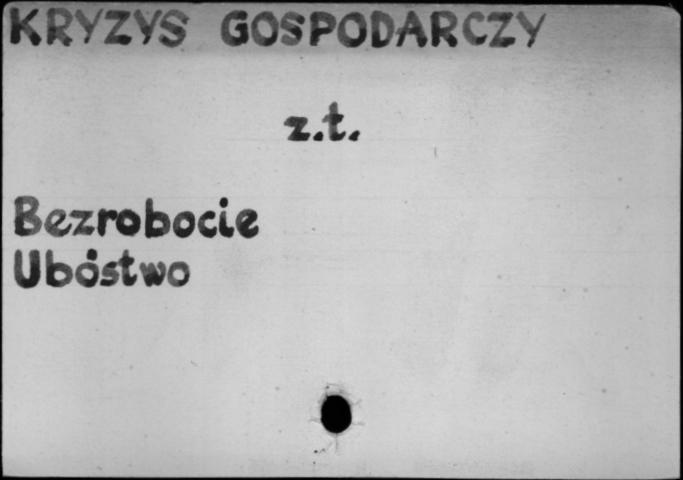 KRYZYS GOSPODARCZY
z.t.
Bezrobocie
Ubóstwo